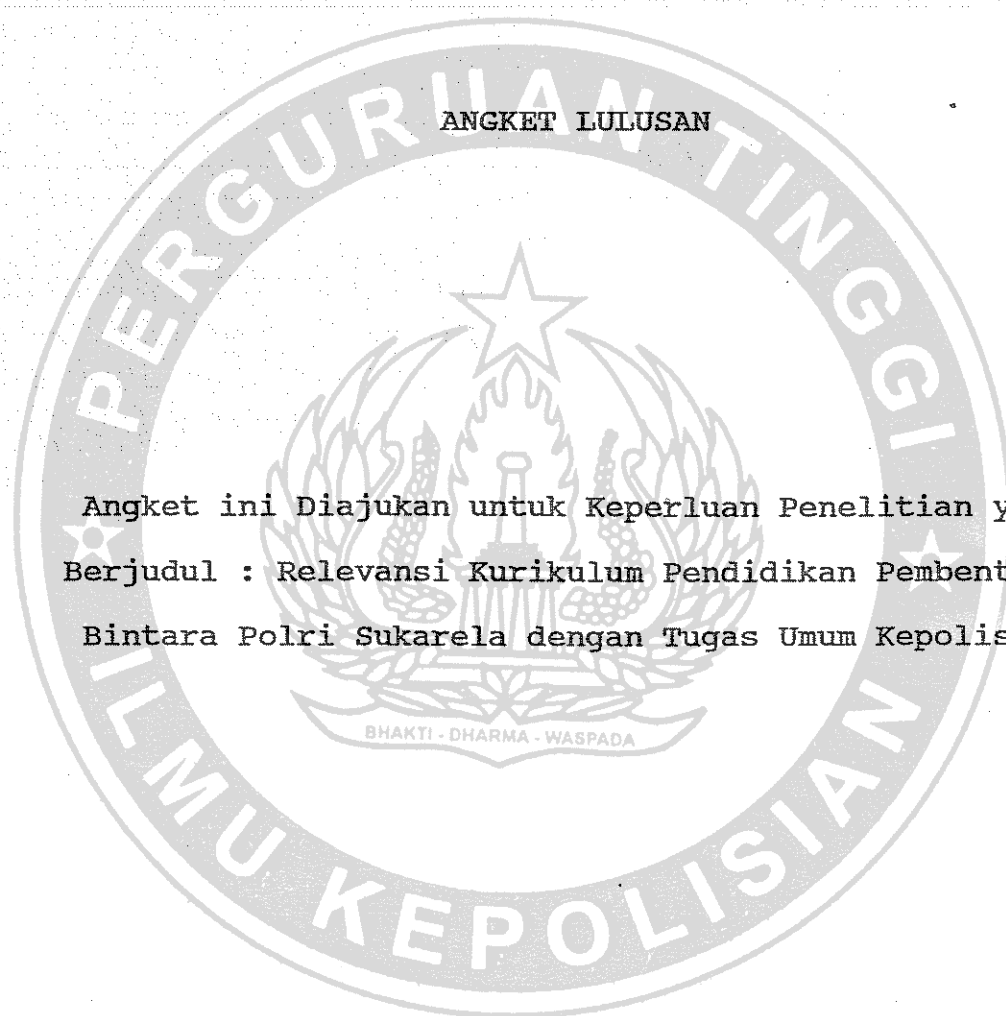 ANGKET LULUSAN
PERGURUAN TINGGI
Angket ini Diajukan untuk Keperluan Penelitian y
Berjudul : Relevansi Kurikulum Pendidikan Pembent
Bintara Polri Sukarela dengan Tugas Umum Kepolis
BHAKTI - DHARMA - WASPADA
ILMU KEPOLISIAN